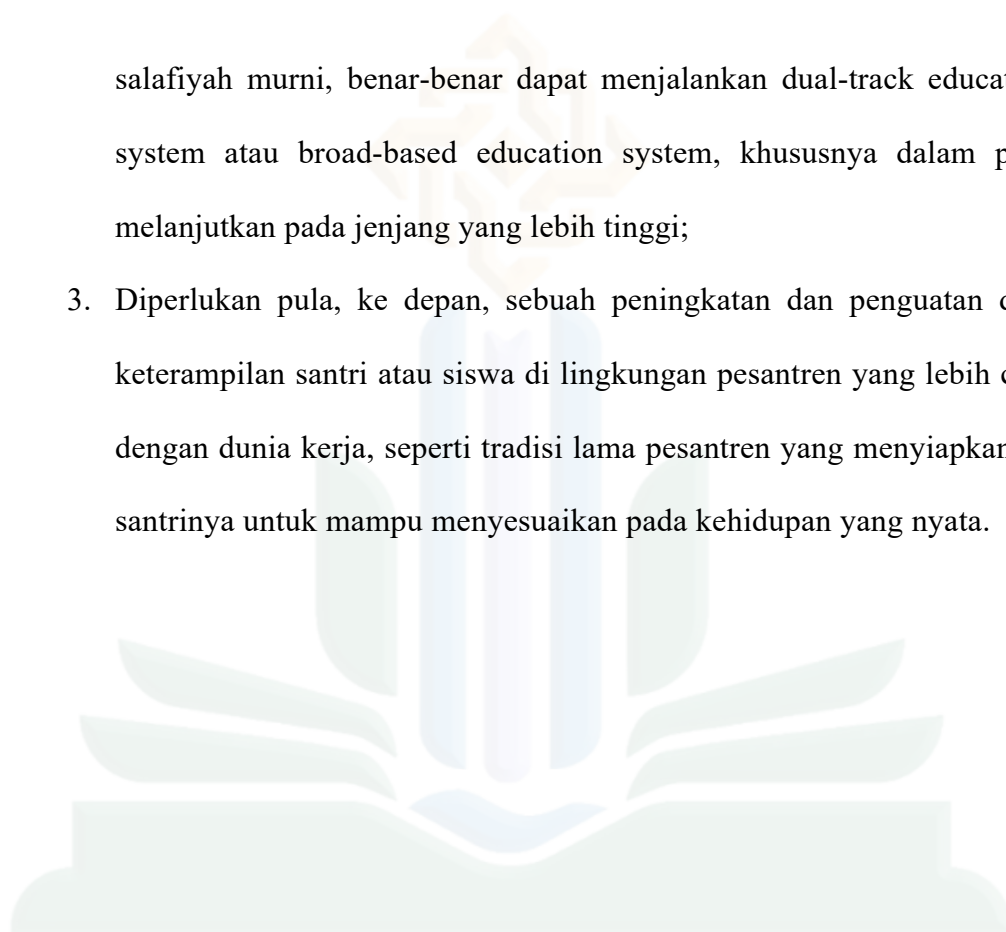 salafiyah murni, benar-benar dapat menjalankan dual-track
system atau broad-based education system, khususnya dalam
melanjutkan pada jenjang yang lebih tinggi;
3. Diperlukan pula, ke depan, sebuah peningkatan dan penguatan
keterampilan santri atau siswa di lingkungan pesantren yang lebih
dengan dunia kerja, seperti tradisi lama pesantren yang menyiapkan
santrinya untuk mampu menyesuaikan pada kehidupan yang nyata.